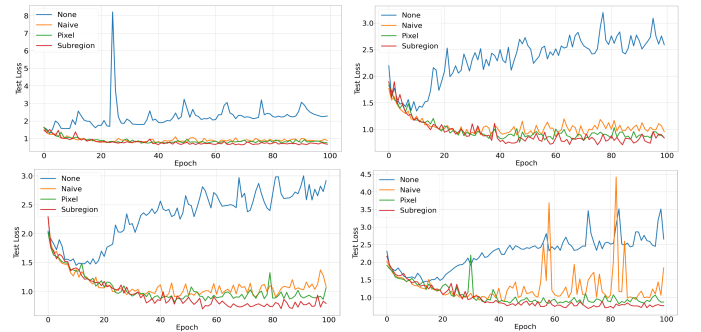 None
Naive
Pixel
Subregion
8
7
6
5
4
3
2
1
Test Loss
0 20 40 60 80 100
Epoch
None
Naive
Pixel
Subregion
3.0
2.5
2.0
1.5
1.0
Test Loss
0 20 40 60 80 100
Epoch
None
Naive
Pixel
Subregion
3.0
2.5
2.0
1.5
1.0
Test Loss
0 20 40 60 80 100
Epoch
None
Naive
Pixel
Subregion
4.5
4.0
3.5
3.0
2.5
2.0
1.5
1.0
Test Loss
0 20 40 60 80 100
Epoch